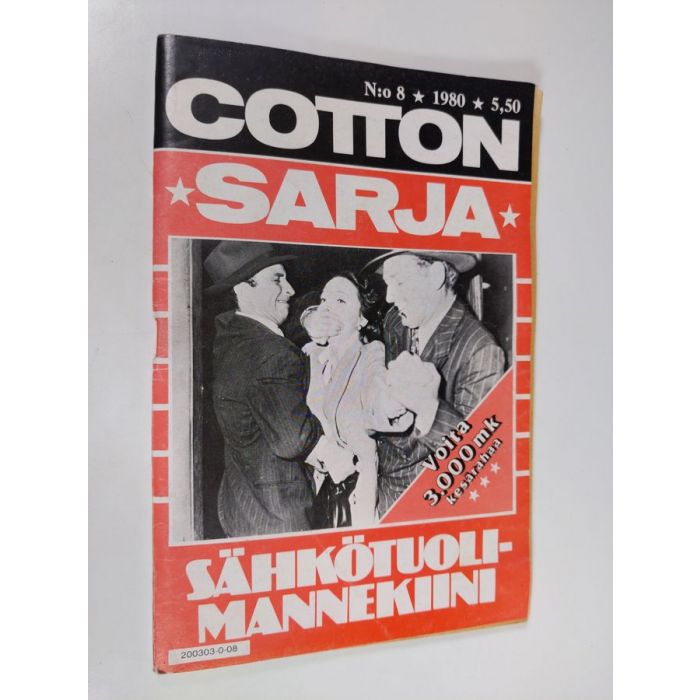 N:o 8 ★ 1980 ★ 5,50
COTTON
★ SARJA ★
Voita
3.000 mk
kesärahaa
★ ★ ★
SÄHKÖTUOLI-
MANNEKIINI
200303-0-08